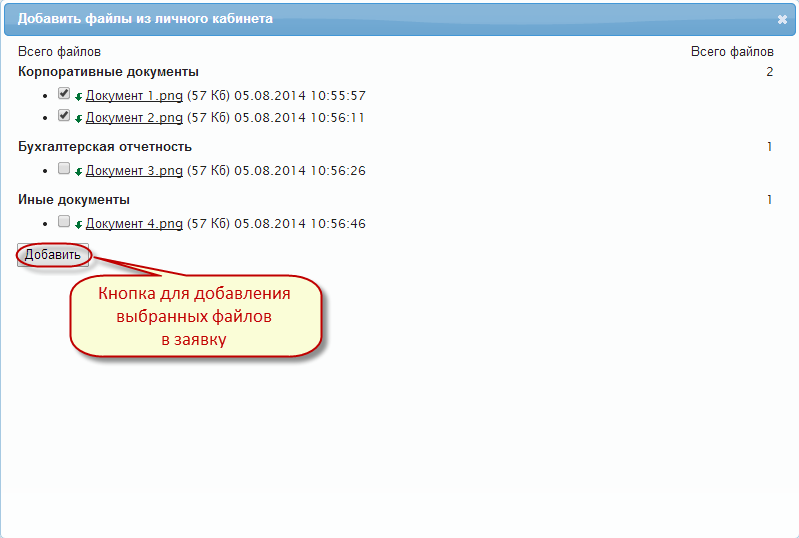 Добавить файлы из личного кабинета
Всего файлов Всего файлов
Корпоративные документы 2
Документ 1.png (57 Кб) 05.08.2014 10:55:57
Документ 2.png (57 Кб) 05.08.2014 10:56:11
Бухгалтерская отчетность 1
Документ 3.png (57 Кб) 05.08.2014 10:56:26
Иные документы 1
Документ 4.png (57 Кб) 05.08.2014 10:56:46
Добавить
Кнопка для добавления
выбранных файлов
в заявку